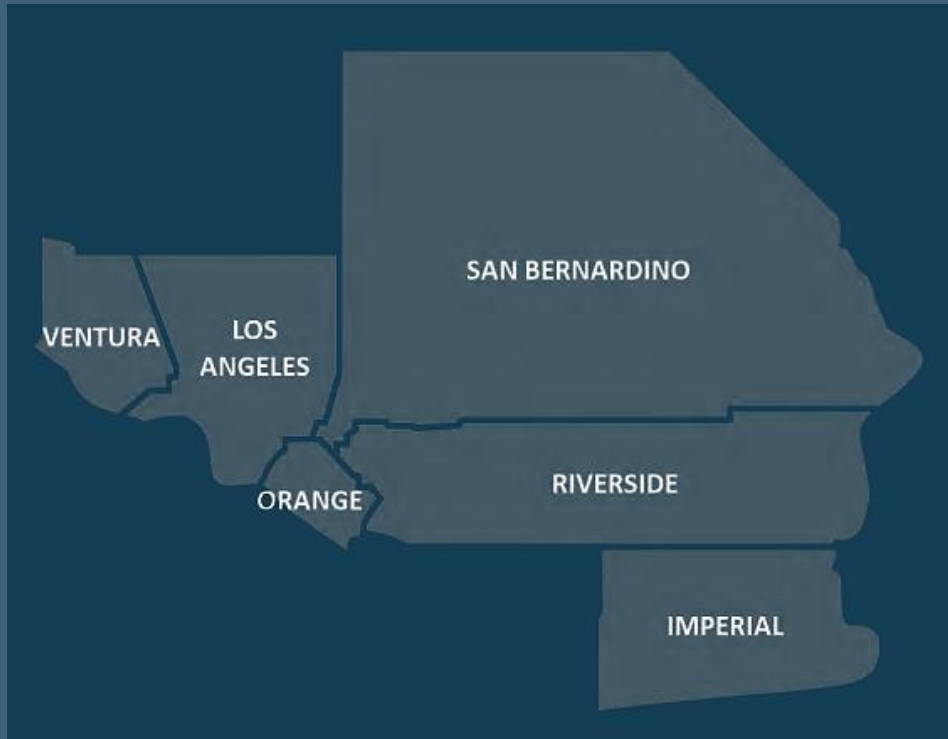 SAN BERNARDINO
VENTURA
LOS
ANGELES
RIVERSIDE
ORANGE
IMPERIAL